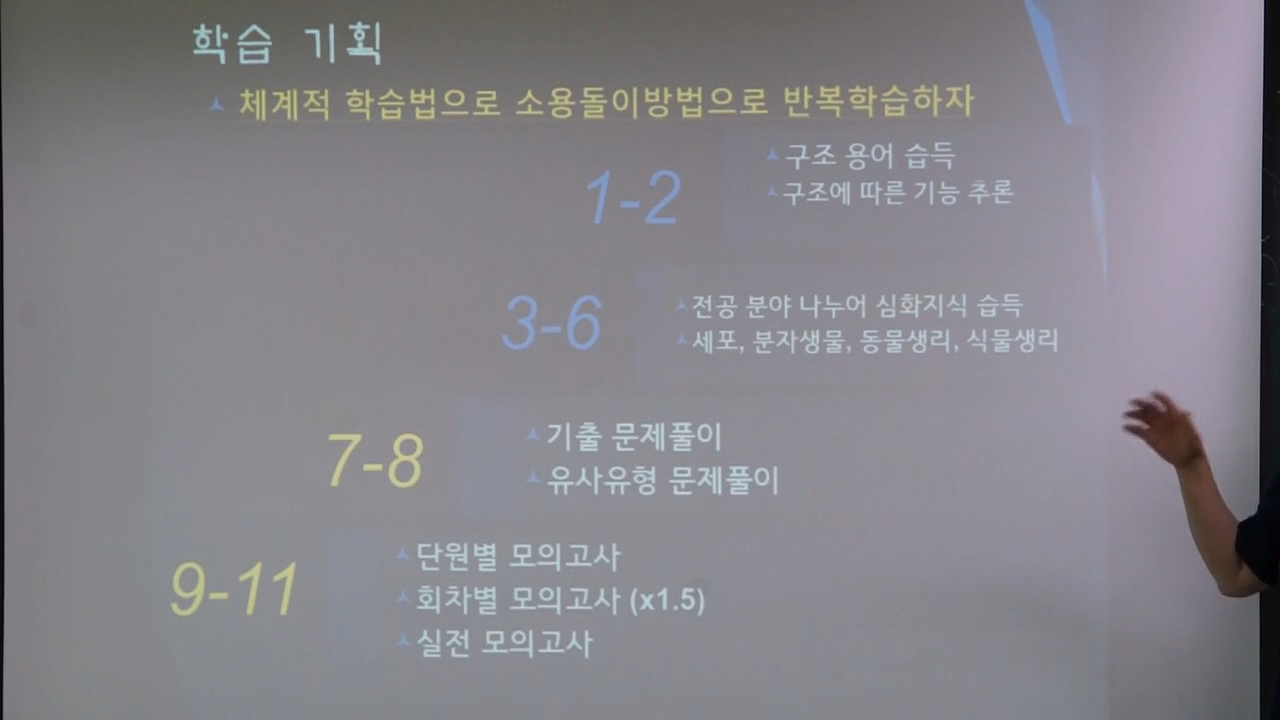 학습 기획
체계적 학습법으로 소용돌이방법으로 반복학습하자
1-2
구조 용어 습득
구조에 따른 기능 추론
3-6
전공 분야 나누어 심화지식 습득
세포, 분자생물, 동물생리, 식물생리
7-8
기출 문제풀이
유사유형 문제풀이
9-11
단원별 모의고사
회차별 모의고사 (x1.5)
실전 모의고사